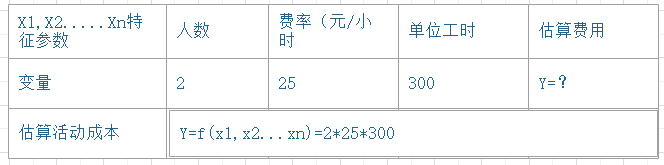 X1,X2.....Xn特
征参数
人数
费率（元/小
时
单位工时
估算费用
变量
2
25
300
Y=？
估算活动成本
Y=f(x1,x2...xn)=2*25*300